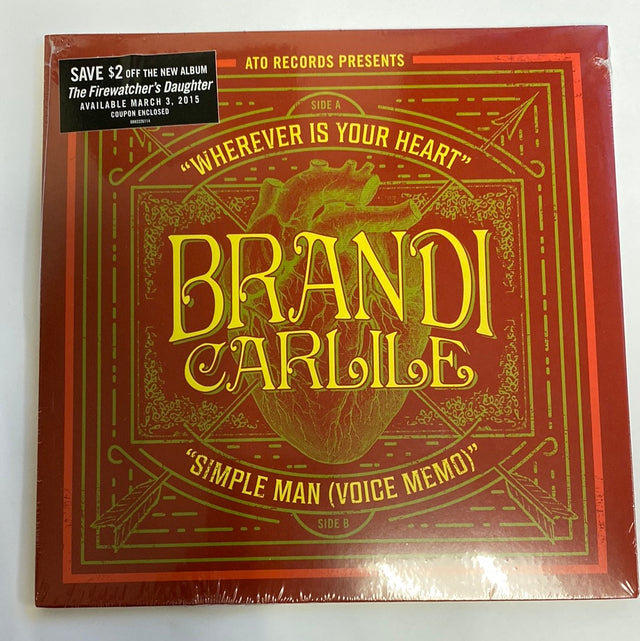 SAVE $2 OFF THE NEW ALBUM
The Firewatcher's Daughter
AVAILABLE MARCH 3, 2015
COUPON ENCLOSED
ATO RECORDS PRESENTS
SIDE A
"WHEREVER IS YOUR HEART"
BRANDI
CARLILE
"SIMPLE MAN (VOICE MEMO)"
SIDE B